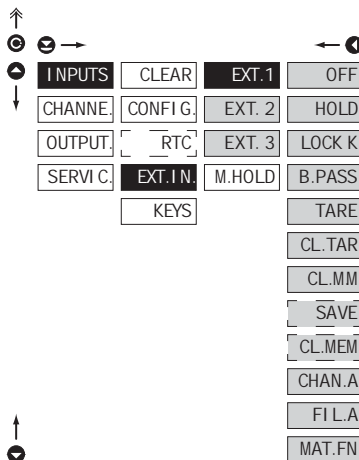 INPUTS CLEAR EXT.1 OFF
CHANNE. CONFIG. EXT. 2 HOLD
OUTPUT. RTC EXT. 3 LOCK K
SERVIC. EXT.IN. M.HOLD B.PASS
KEYS TARE
CL.TAR
CL.MM
SAVE
CL.MEM
CHAN.A
FIL.A
MAT.FN